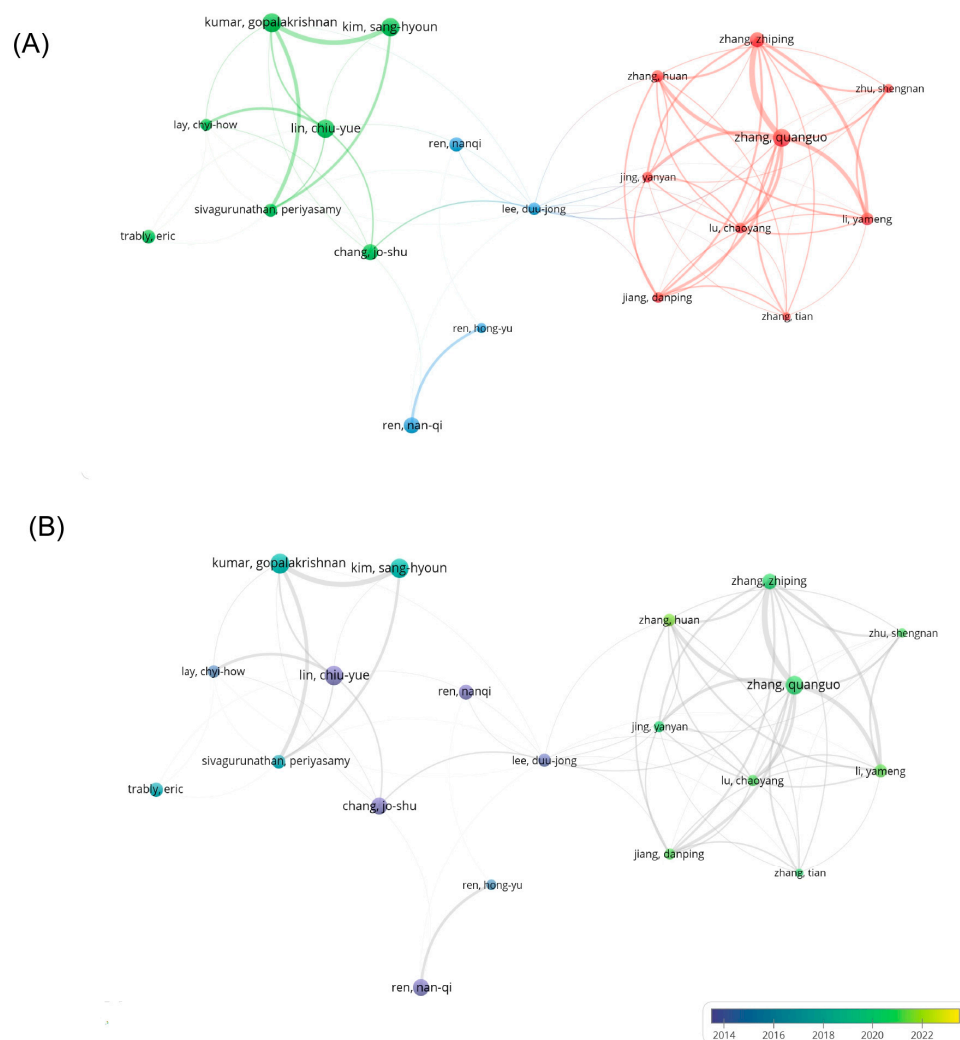 (A)
kumar, gopalakrishnan
kim, sang-hyoun
zhang, zhiping
zhang, huan
zhu, shengnan
lay, chyi-how
lin, chiu-yue
ren, nanqi
zhang, quanguo
jing, yanyan
sivagurunathan, periyasamy
lee, duu-jong
li, yameng
trably, eric
chang, jo-shu
lu, chaoyang
jiang, danping
zhang, tian
ren, hong-yu
ren, nan-qi
(B)
kumar, gopalakrishnan
kim, sang-hyoun
zhang, zhiping
zhang, huan
zhu, shengnan
lay, chyi-how
lin, chiu-yue
ren, nanqi
zhang, quanguo
jing, yanyan
sivagurunathan, periyasamy
lee, duu-jong
li, yameng
trably, eric
chang, jo-shu
lu, chaoyang
jiang, danping
zhang, tian
ren, hong-yu
ren, nan-qi
2014 2016 2018 2020 2022